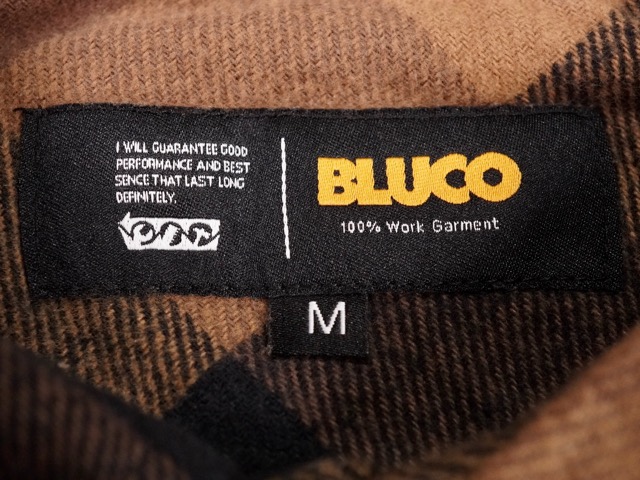 I WILL GUARANTEE GOOD
PERFORMANCE AND BEST
SENCE THAT LAST LONG
DEFINITELY.
BLUCO
100% Work Garment
M